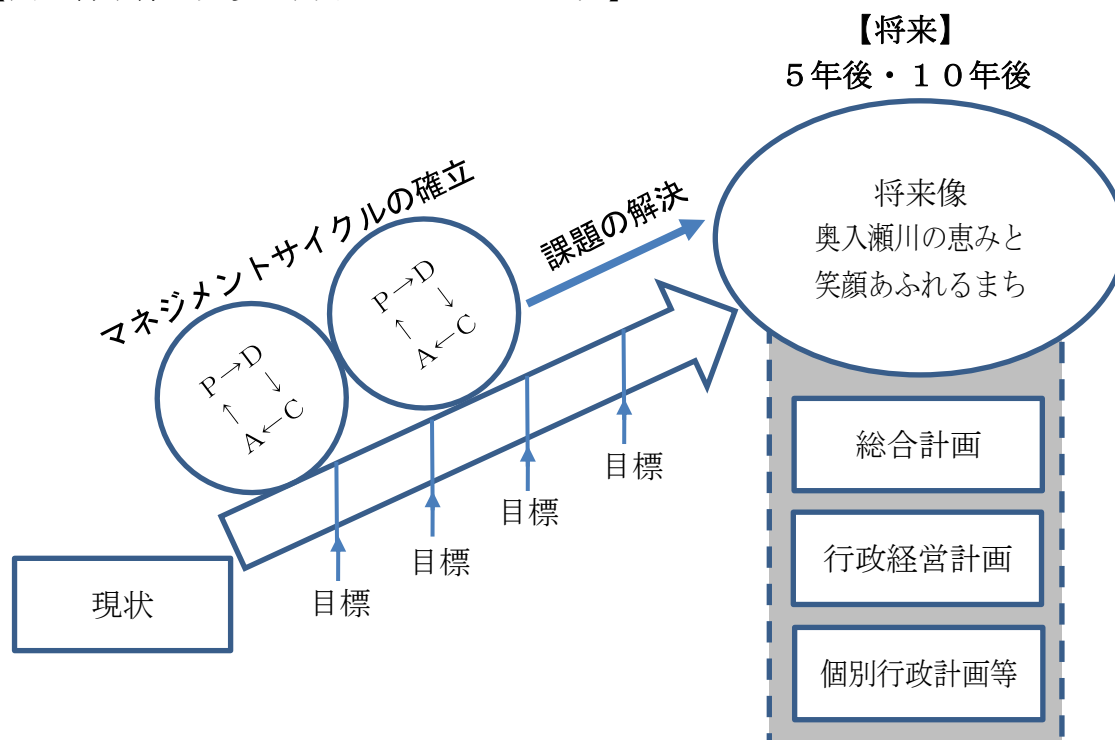 【将来】
５年後・１０年後
マネジメントサイクルの確立
課題の解決
将来像
奥入瀬川の恵みと
笑顔あふれるまち
P→D
↑ ↓
A←C
P→D
↑ ↓
A←C
総合計画
行政経営計画
個別行政計画等
目標
目標
目標
目標
現状